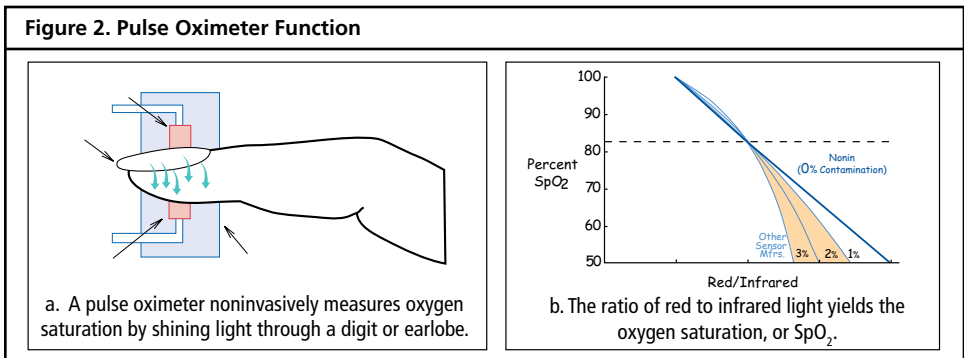 Figure 2. Pulse Oximeter Function
a. A pulse oximeter noninvasively measures oxygen
saturation by shining light through a digit or earlobe.
100
90
80
70
60
50
Percent
SpO2
Nonin
(0% Contamination)
Other
Sensor
Mfrs.
3%
2%
1%
Red/Infrared
b. The ratio of red to infrared light yields the
oxygen saturation, or SpO₂.